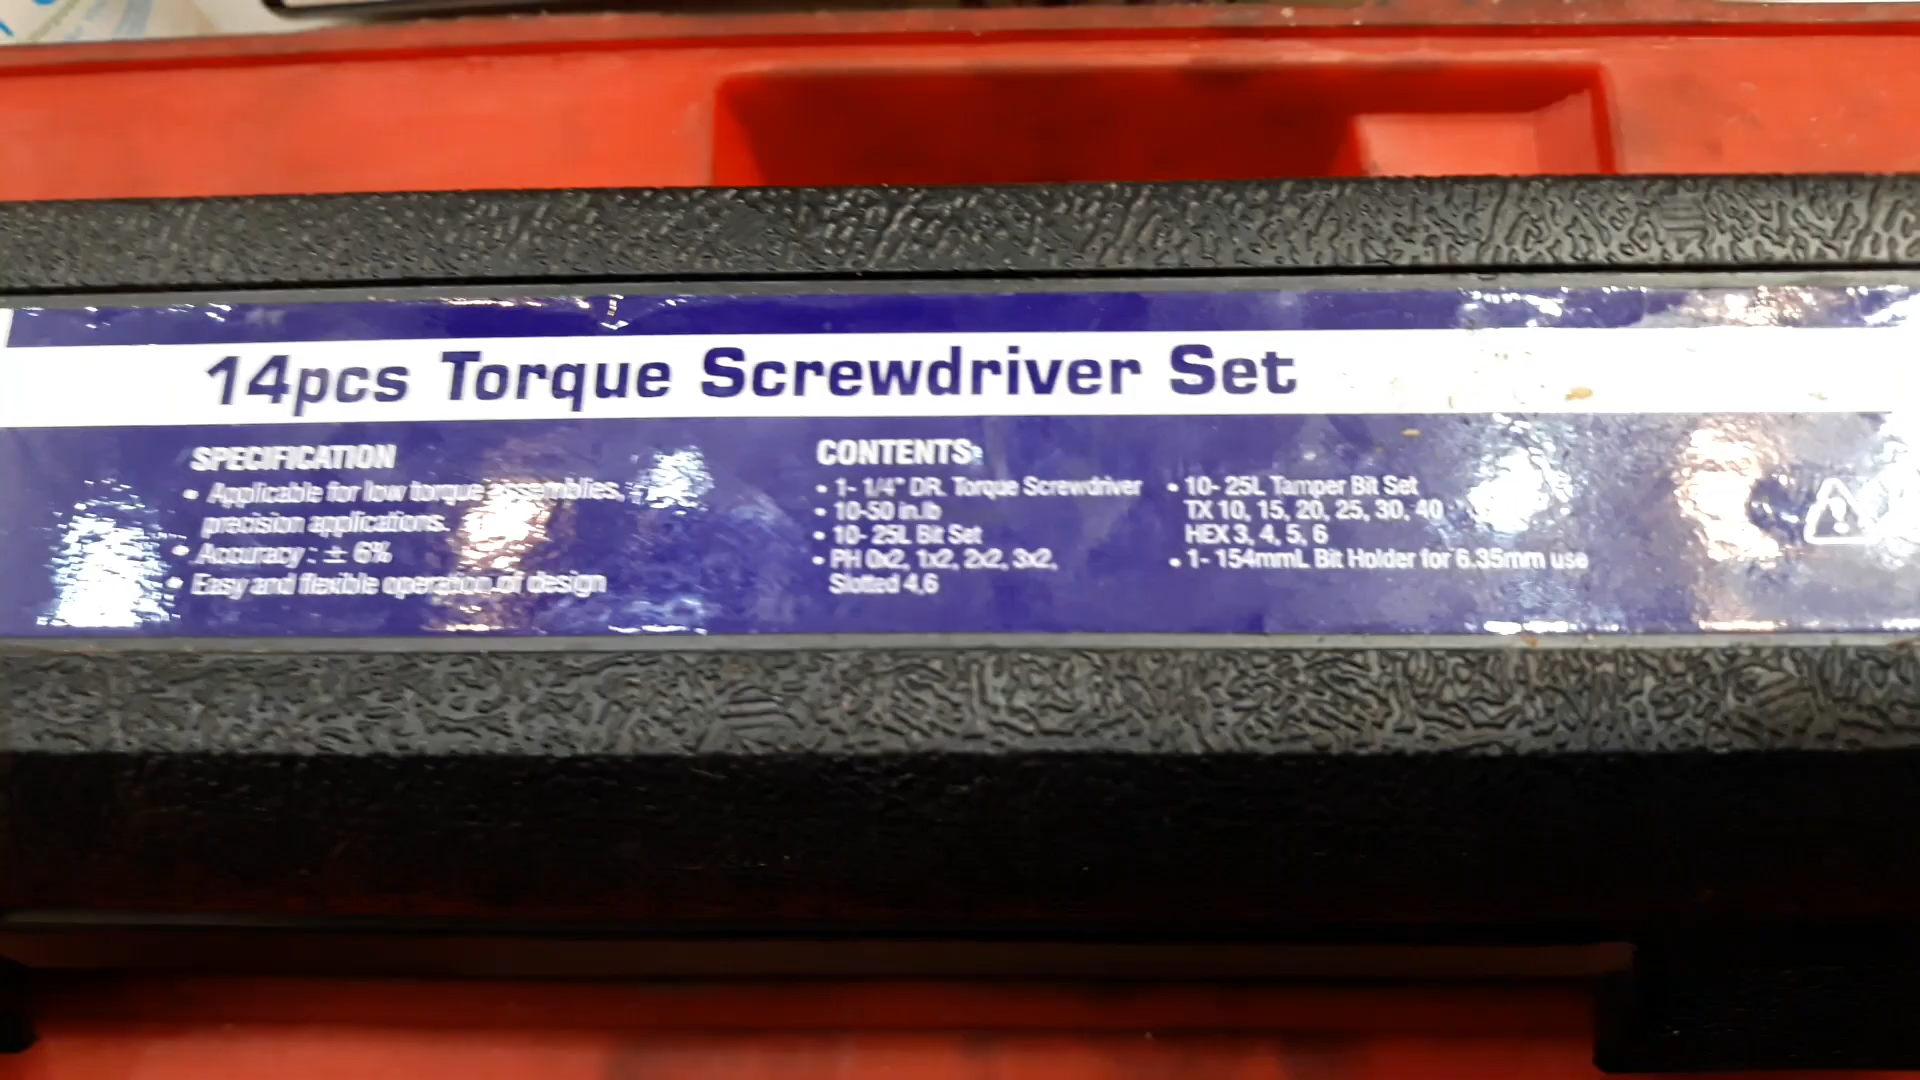 14pcs Torque Screwdriver Set
SPECIFICATION
• Applicable for low torque assemblies,
precision applications.
• Accuracy : ± 6%
• Easy and flexible operation of design
CONTENTS:
• 1- 1/4" DR. Torque Screwdriver
• 10-50 in.lb
• 10- 25L Bit Set
• PH 0x2, 1x2, 2x2, 3x2,
Slotted 4,6
• 10- 25L Tamper Bit Set
TX 10, 15, 20, 25, 30, 40
HEX 3, 4, 5, 6
• 1- 154mmL Bit Holder for 6.35mm use